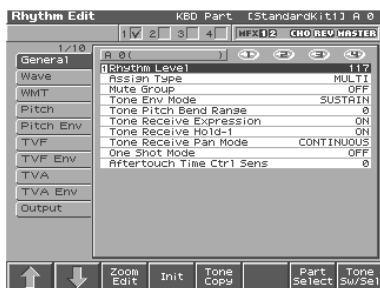 Rhythm Edit KBD Part [StandardKit1] A 0
1 2 3 4 MFX 1 2 CHO REV MASTER
1/10
General
Wave
WMT
Pitch
Pitch Env
TVF
TVF Env
TVA
TVA Env
Output
A 0( ) 1 2 3 4
Rhythm Level 117
Assign Type MULTI
Mute Group OFF
Tone Env Mode SUSTAIN
Tone Pitch Bend Range 0
Tone Receive Expression ON
Tone Receive Hold-1 ON
Tone Receive Pan Mode CONTINUOUS
One Shot Mode OFF
Aftertouch Time Ctrl Sens 0
Zoom Edit
Init
Tone Copy
Part Select
Tone Sw/Sel